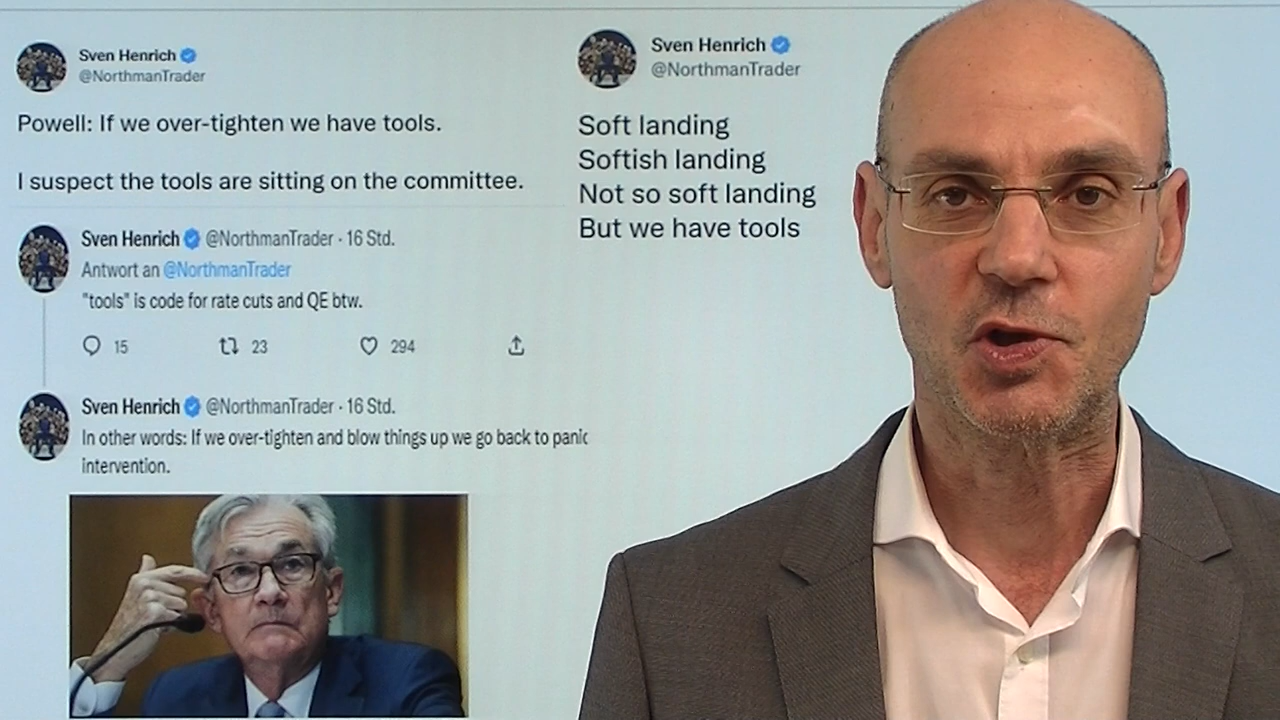 Sven Henrich
@NorthmanTrader
Powell: If we over-tighten we have tools.
I suspect the tools are sitting on the committee.
Sven Henrich @NorthmanTrader · 16 Std.
Antwort an @NorthmanTrader
"tools" is code for rate cuts and QE btw.
15 23 294
Sven Henrich @NorthmanTrader · 16 Std.
In other words: If we over-tighten and blow things up we go back to panic
intervention.
Sven Henrich
@NorthmanTrader
Soft landing
Softish landing
Not so soft landing
But we have tools